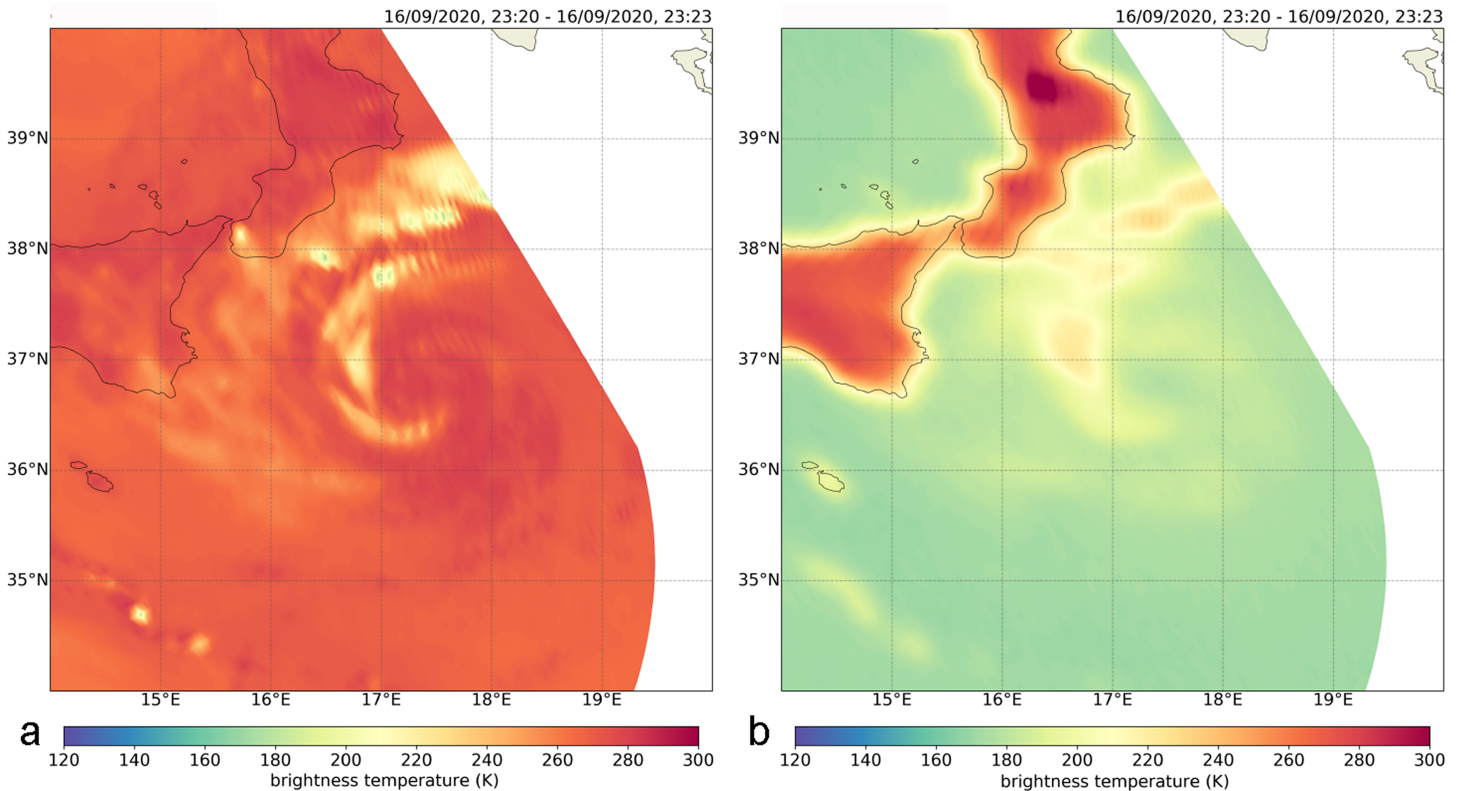 16/09/2020, 23:20 - 16/09/2020, 23:23
39°N
38°N
37°N
36°N
35°N
15°E 16°E 17°E 18°E 19°E
a
120 140 160 180 200 220 240 260 280 300
brightness temperature (K)
16/09/2020, 23:20 - 16/09/2020, 23:23
39°N
38°N
37°N
36°N
35°N
15°E 16°E 17°E 18°E 19°E
b
120 140 160 180 200 220 240 260 280 300
brightness temperature (K)